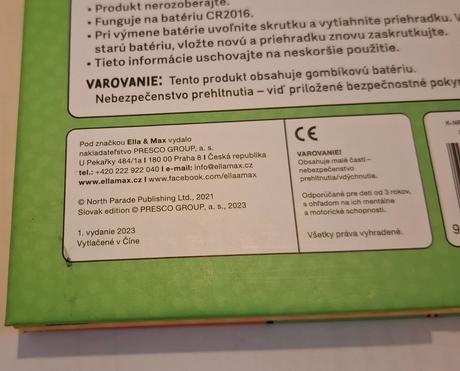 • Produkt nerozoberajte.
• Funguje na batériu CR2016.
• Pri výmene batérie uvoľnite skrutku a vytiahnite priehradku.
starú batériu, vložte novú a priehradku znovu zaskrutkujte.
• Tieto informácie uschovajte na neskoršie použitie.
VAROVANIE: Tento produkt obsahuje gombíkovú batériu.
Nebezpečenstvo prehltnutia – viď priložené bezpečnostné
Pod značkou Ella & Max vydalo
nakladateľstvo PRESCO GROUP, a. s.
U Pekařky 484/1a | 180 00 Praha 8 | Česká republika
tel.: +420 222 922 040 | e-mail: info@ellamax.cz
www.ellamax.cz | www.facebook.com/ellaamax
© North Parade Publishing Ltd., 2021
Slovak edition © PRESCO GROUP, a. s., 2023
1. vydanie 2023
Vytlačené v Číne
CE
VAROVANIE!
Obsahuje malé časti –
nebezpečenstvo
prehltnutia/vdýchnutia.
Odporúčané pre deti od 3 rokov,
s ohľadom na ich mentálne
a motorické schopnosti.
Všetky práva vyhradené.
9